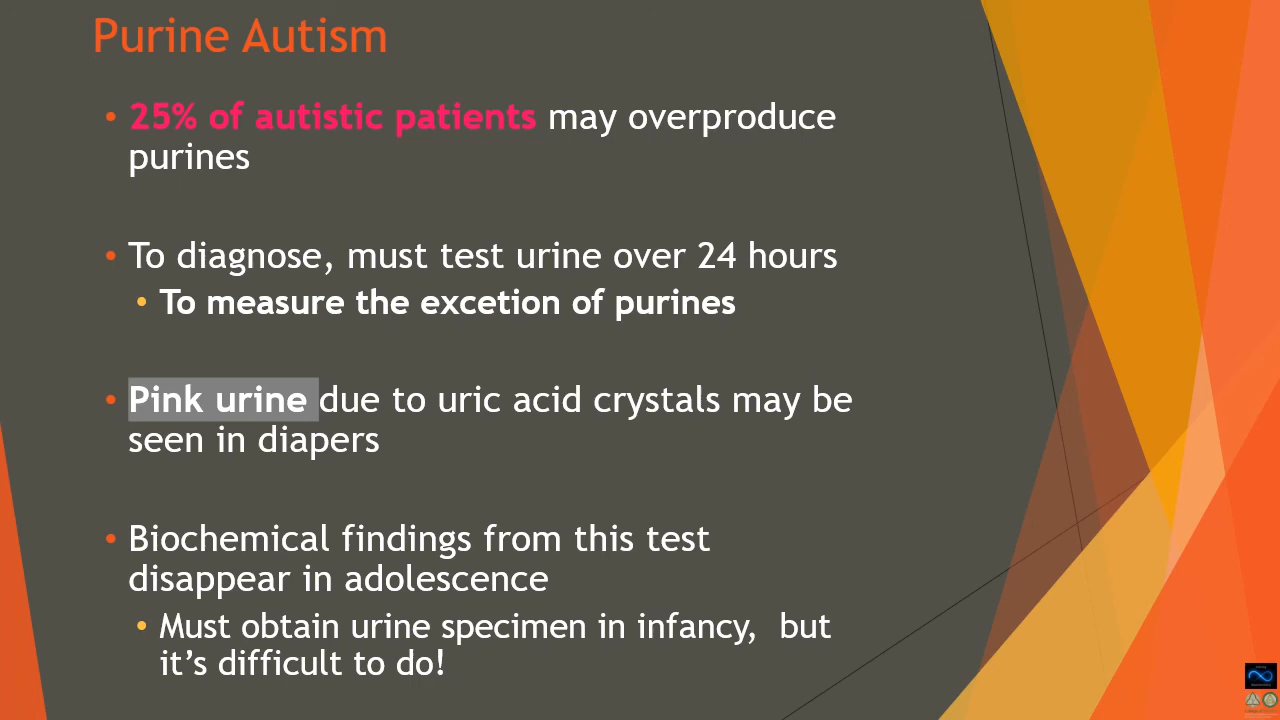 Purine Autism
• 25% of autistic patients may overproduce
purines
• To diagnose, must test urine over 24 hours
• To measure the excetion of purines
• Pink urine due to uric acid crystals may be
seen in diapers
• Biochemical findings from this test
disappear in adolescence
• Must obtain urine specimen in infancy,  but
it’s difficult to do!